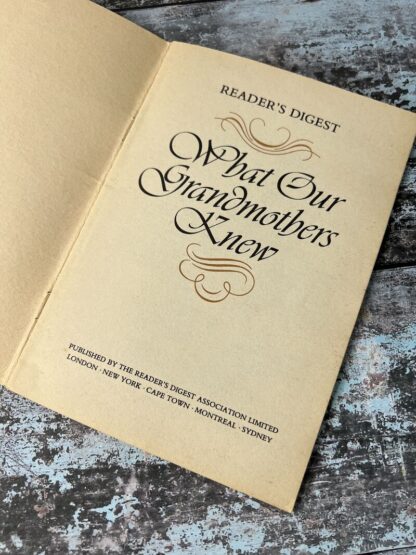 READER'S DIGEST
What Our
Grandmothers
Knew
PUBLISHED BY THE READER'S DIGEST ASSOCIATION LIMITED
LONDON · NEW YORK · CAPE TOWN · MONTREAL · SYDNEY